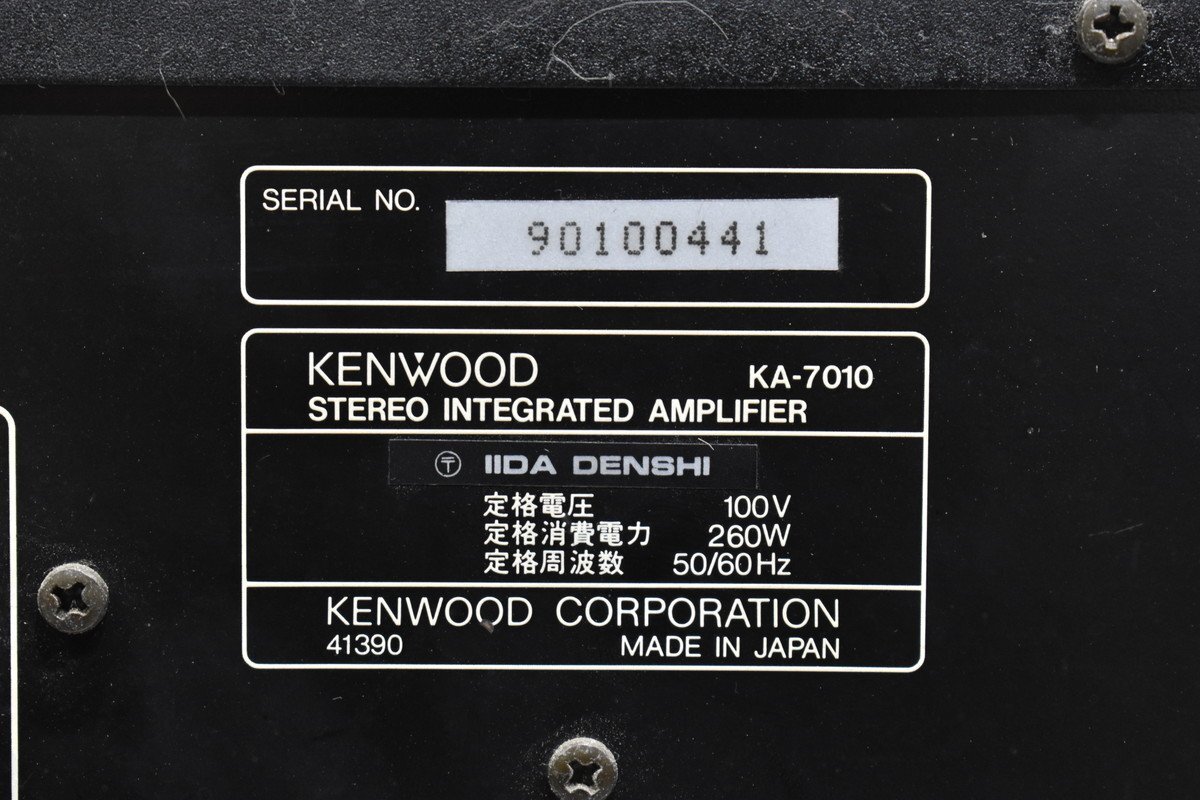 SERIAL NO. 90100441
KENWOOD KA-7010
STEREO INTEGRATED AMPLIFIER
〒 IIDA DENSHI
定格電圧 100V
定格消費電力 260W
定格周波数 50/60Hz
KENWOOD CORPORATION
41390 MADE IN JAPAN